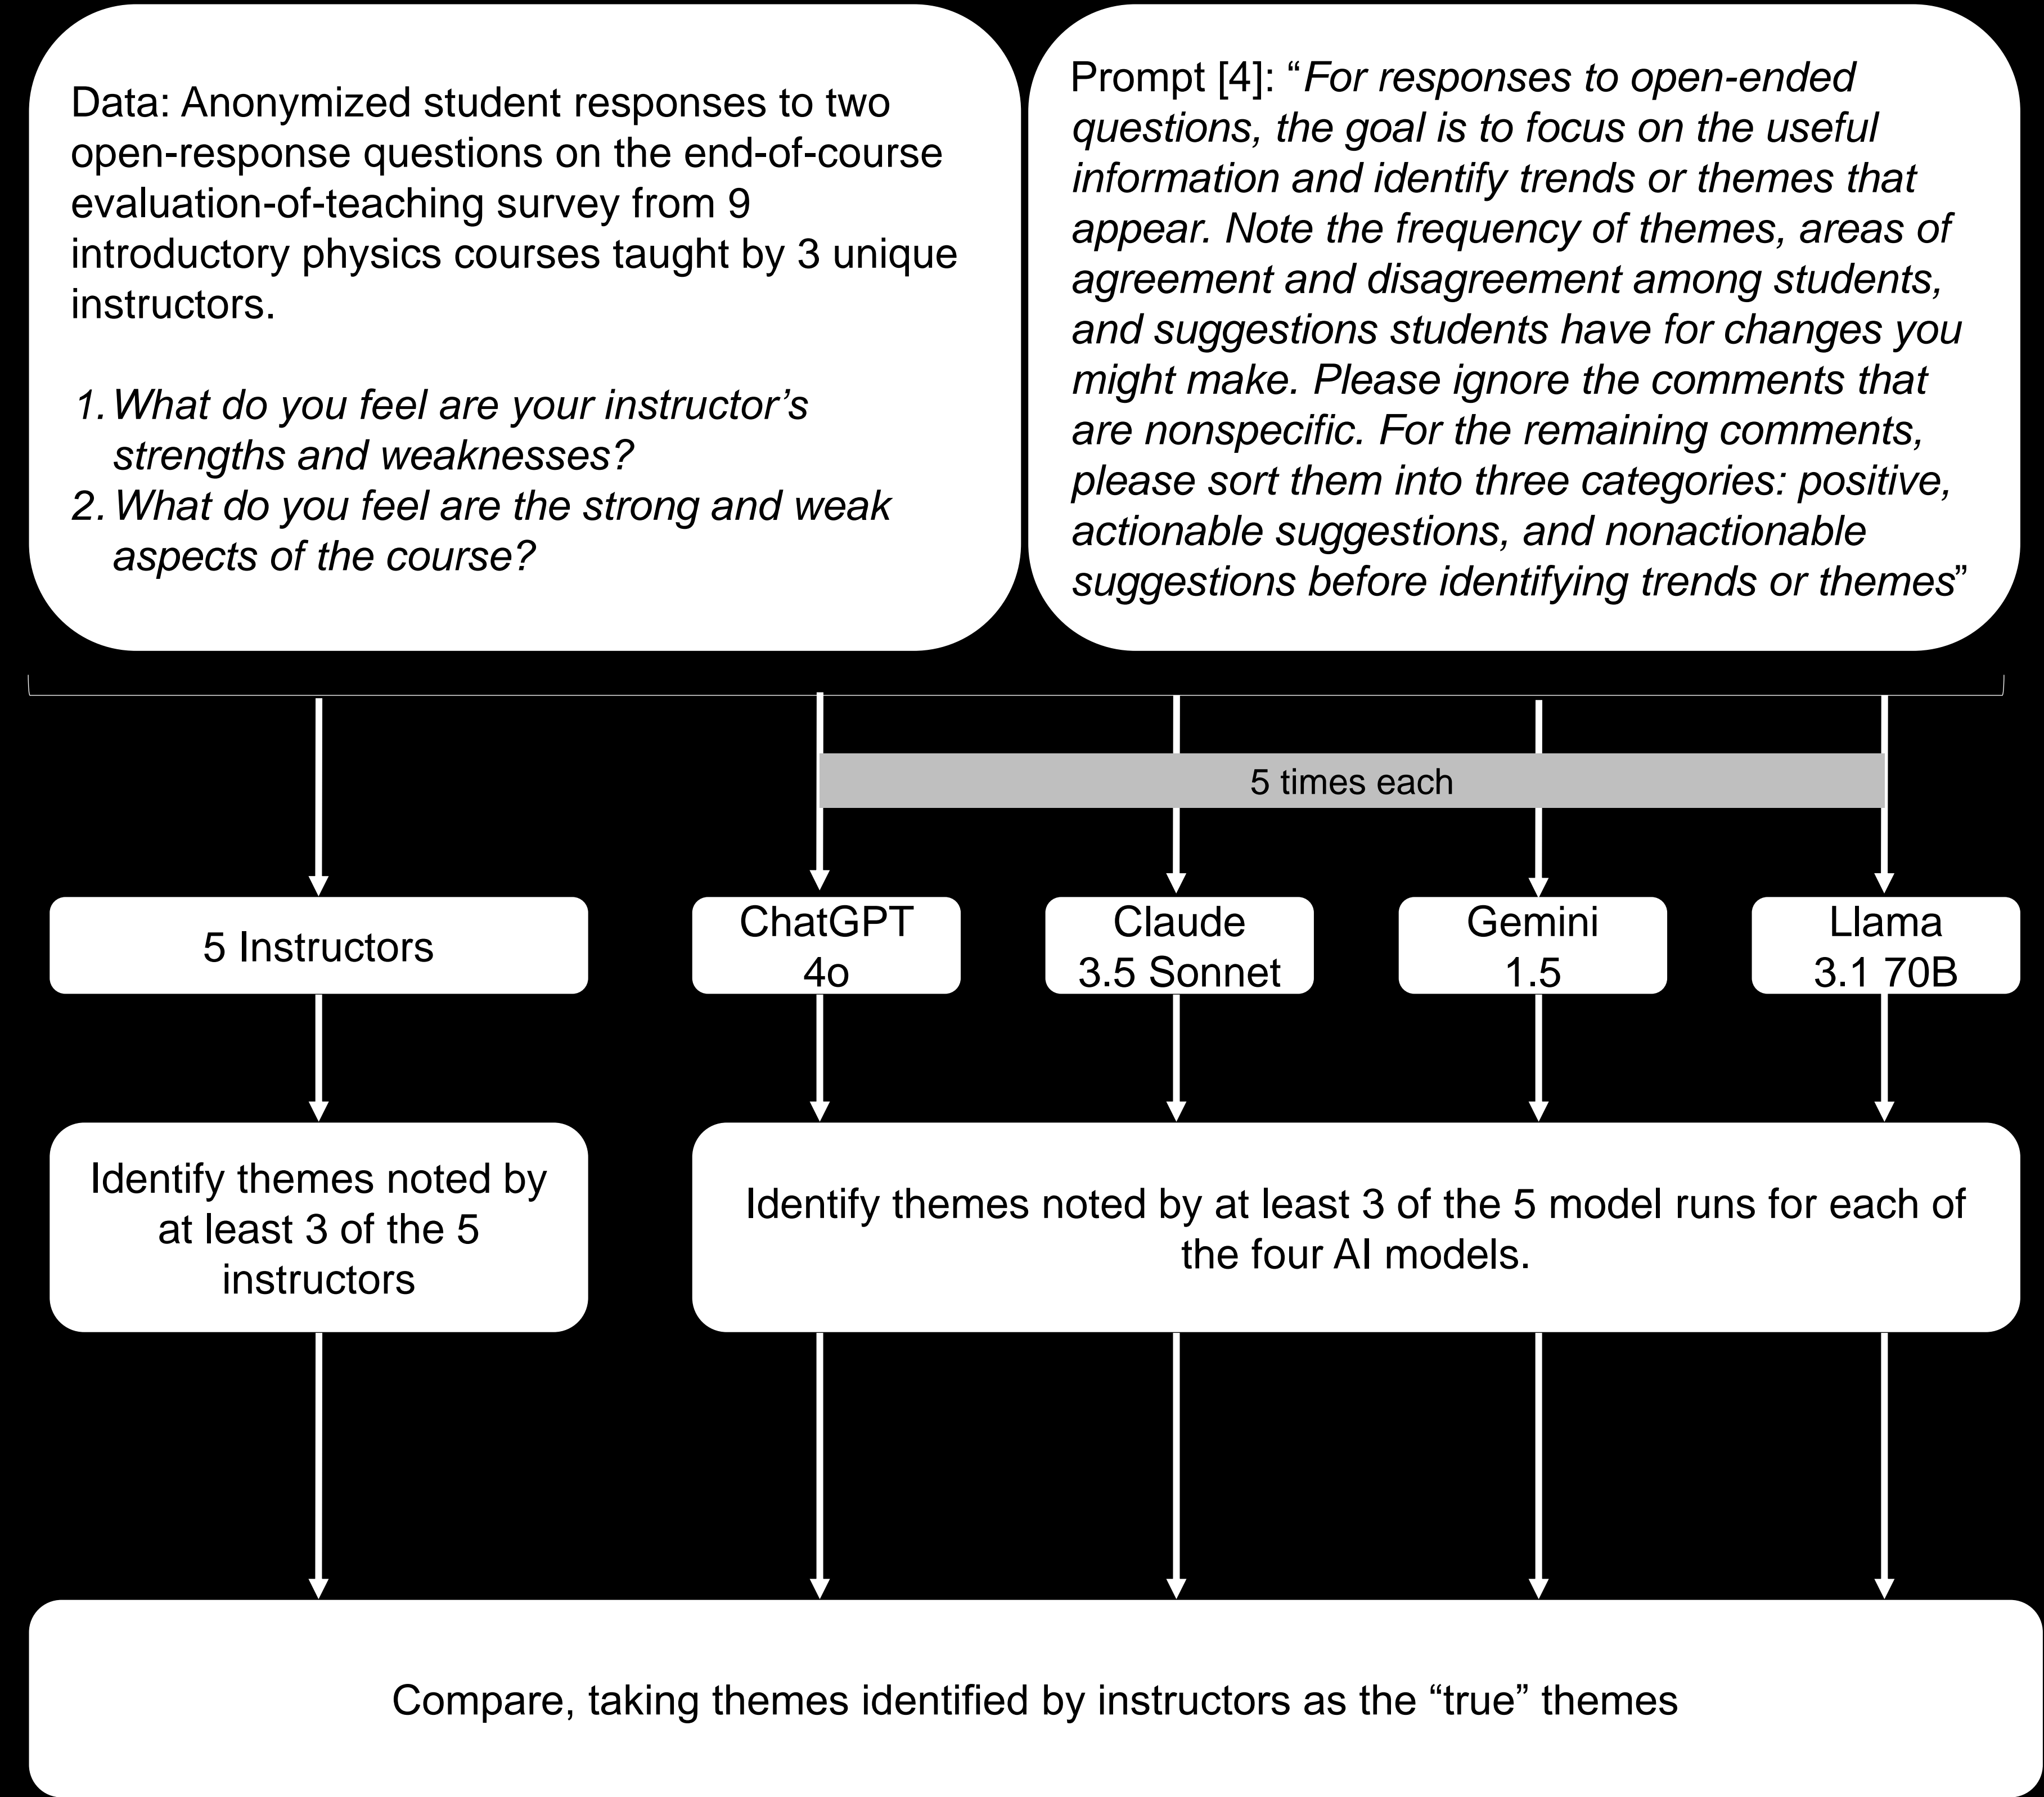 Data: Anonymized student responses to two
open-response questions on the end-of-course
evaluation-of-teaching survey from 9
introductory physics courses taught by 3 unique
instructors.
1. What do you feel are your instructor’s
strengths and weaknesses?
2. What do you feel are the strong and weak
aspects of the course?
Prompt [4]: “For responses to open-ended
questions, the goal is to focus on the useful
information and identify trends or themes that
appear. Note the frequency of themes, areas of
agreement and disagreement among students,
and suggestions students have for changes you
might make. Please ignore the comments that
are nonspecific. For the remaining comments,
please sort them into three categories: positive,
actionable suggestions, and nonactionable
suggestions before identifying trends or themes”
5 times each
5 Instructors
ChatGPT
4o
Claude
3.5 Sonnet
Gemini
1.5
Llama
3.1 70B
Identify themes noted by
at least 3 of the 5
instructors
Identify themes noted by at least 3 of the 5 model runs for each of
the four AI models.
Compare, taking themes identified by instructors as the “true” themes